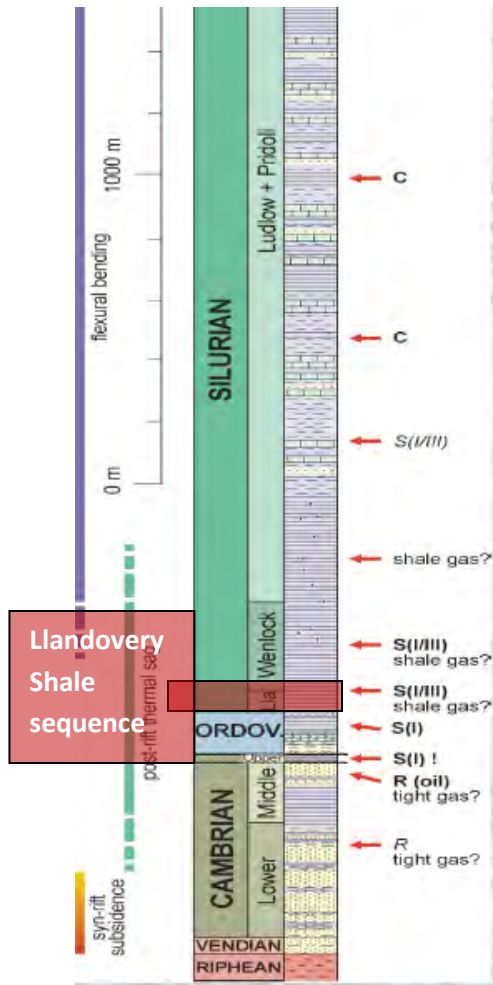 flexural bending
1000 m
0 m
post-rift thermal sag
syn-rift
subsidence
Llandovery
Shale
sequence
SILURIAN
Ludlow + Pridoli
Wenlock
Lla
ORDOV.
Upper
CAMBRIAN
Middle
Lower
VENDIAN
RIPHEAN
C
C
S(I/III)
shale gas?
S(I/III)
shale gas?
S(I/III)
shale gas?
S(I)
S(I) !
R (oil)
tight gas?
R
tight gas?